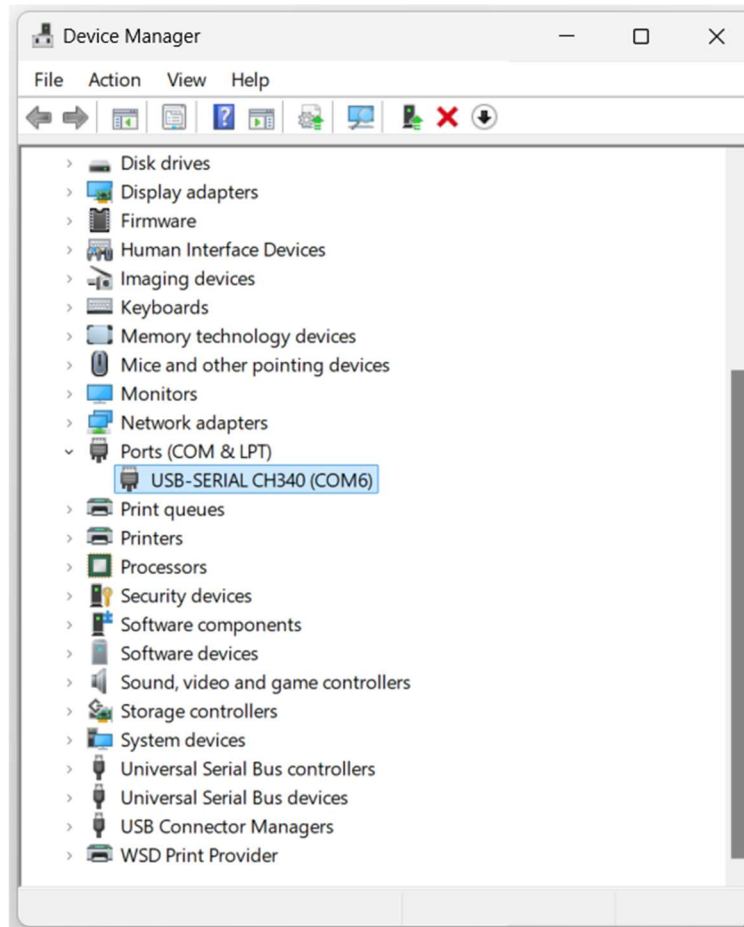 Device Manager
File Action View Help
Disk drives
Display adapters
Firmware
Human Interface Devices
Imaging devices
Keyboards
Memory technology devices
Mice and other pointing devices
Monitors
Network adapters
Ports (COM & LPT)
USB-SERIAL CH340 (COM6)
Print queues
Printers
Processors
Security devices
Software components
Software devices
Sound, video and game controllers
Storage controllers
System devices
Universal Serial Bus controllers
Universal Serial Bus devices
USB Connector Managers
WSD Print Provider